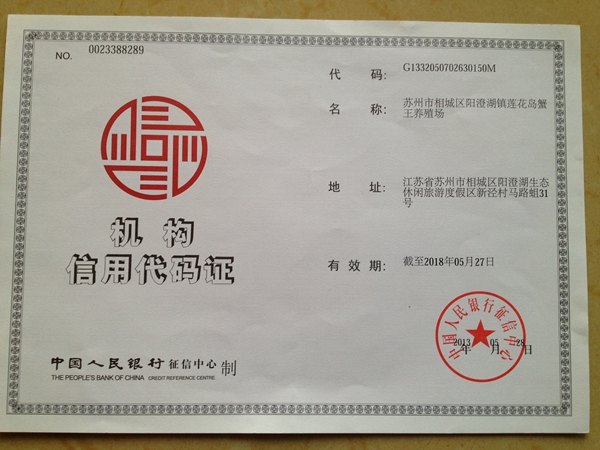 NO. 0023388289
机构
信用代码证
中国人民银行征信中心 制
THE PEOPLE'S BANK OF CHINA CREDIT REFERENCE CENTRE
代 码: G1332050702630150M
名 称: 苏州市相城区阳澄湖镇莲花岛蟹
王养殖场
地 址: 江苏省苏州市相城区阳澄湖生态
休闲旅游度假区新泾村马路蛆31
号
有效期: 截至2018年05月27日
中国人民银行征信中心
2013 05 28
年 月 日